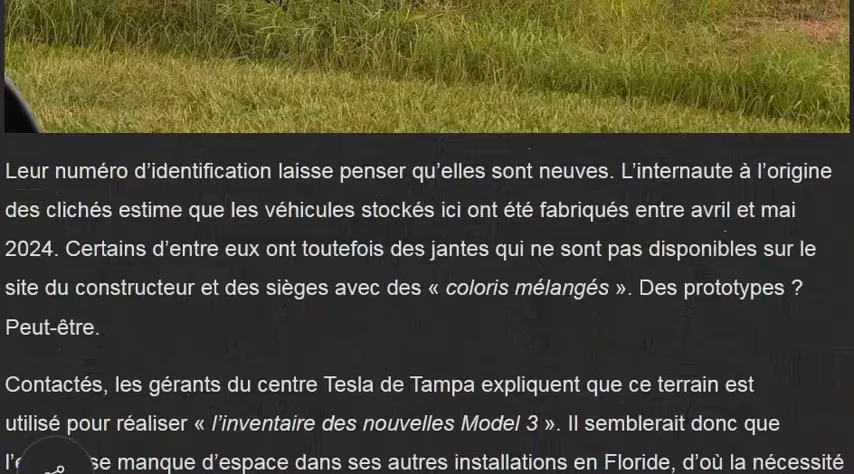 Leur numéro d’identification laisse penser qu’elles sont neuves. L’internaute à l’origine
des clichés estime que les véhicules stockés ici ont été fabriqués entre avril et mai
2024. Certains d’entre eux ont toutefois des jantes qui ne sont pas disponibles sur le
site du constructeur et des sièges avec des « coloris mélangés ». Des prototypes ?
Peut-être.
Contactés, les gérants du centre Tesla de Tampa expliquent que ce terrain est
utilisé pour réaliser « l’inventaire des nouvelles Model 3 ». Il semblerait donc que
manque d’espace dans ses autres installations en Floride, d’où la nécessité